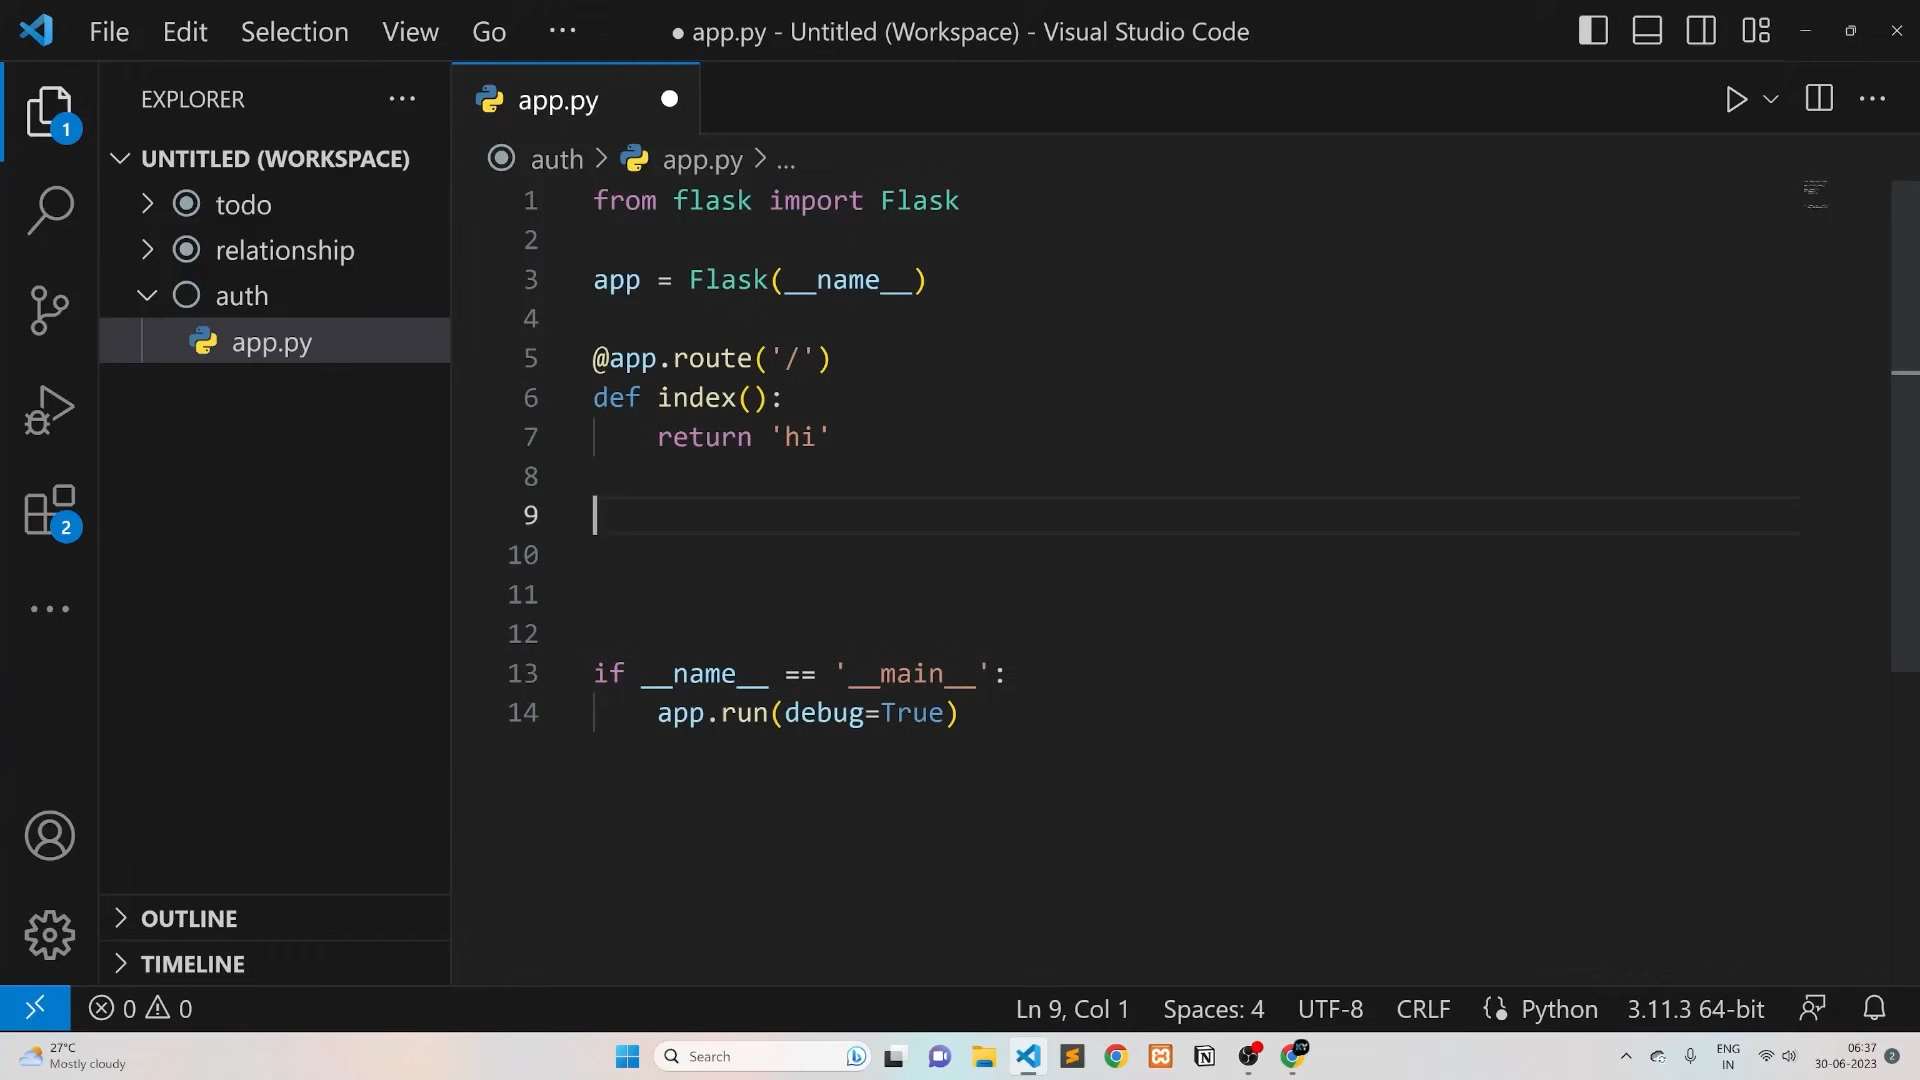 File Edit Selection View Go ··· ● app.py - Untitled (Workspace) - Visual Studio Code
EXPLORER ···
app.py
1
UNTITLED (WORKSPACE)
todo
relationship
auth
app.py
auth > app.py > ...
1 from flask import Flask
2
3 app = Flask(__name__)
4
5 @app.route('/')
6 def index():
7 return 'hi'
8
9
10
11
12
13 if __name__ == '__main__':
14 app.run(debug=True)
2
OUTLINE
TIMELINE
0 0 Ln 9, Col 1 Spaces: 4 UTF-8 CRLF Python 3.11.3 64-bit
27°C
Mostly cloudy
Search
KY
ENG
IN
06:37
30-06-2023
2